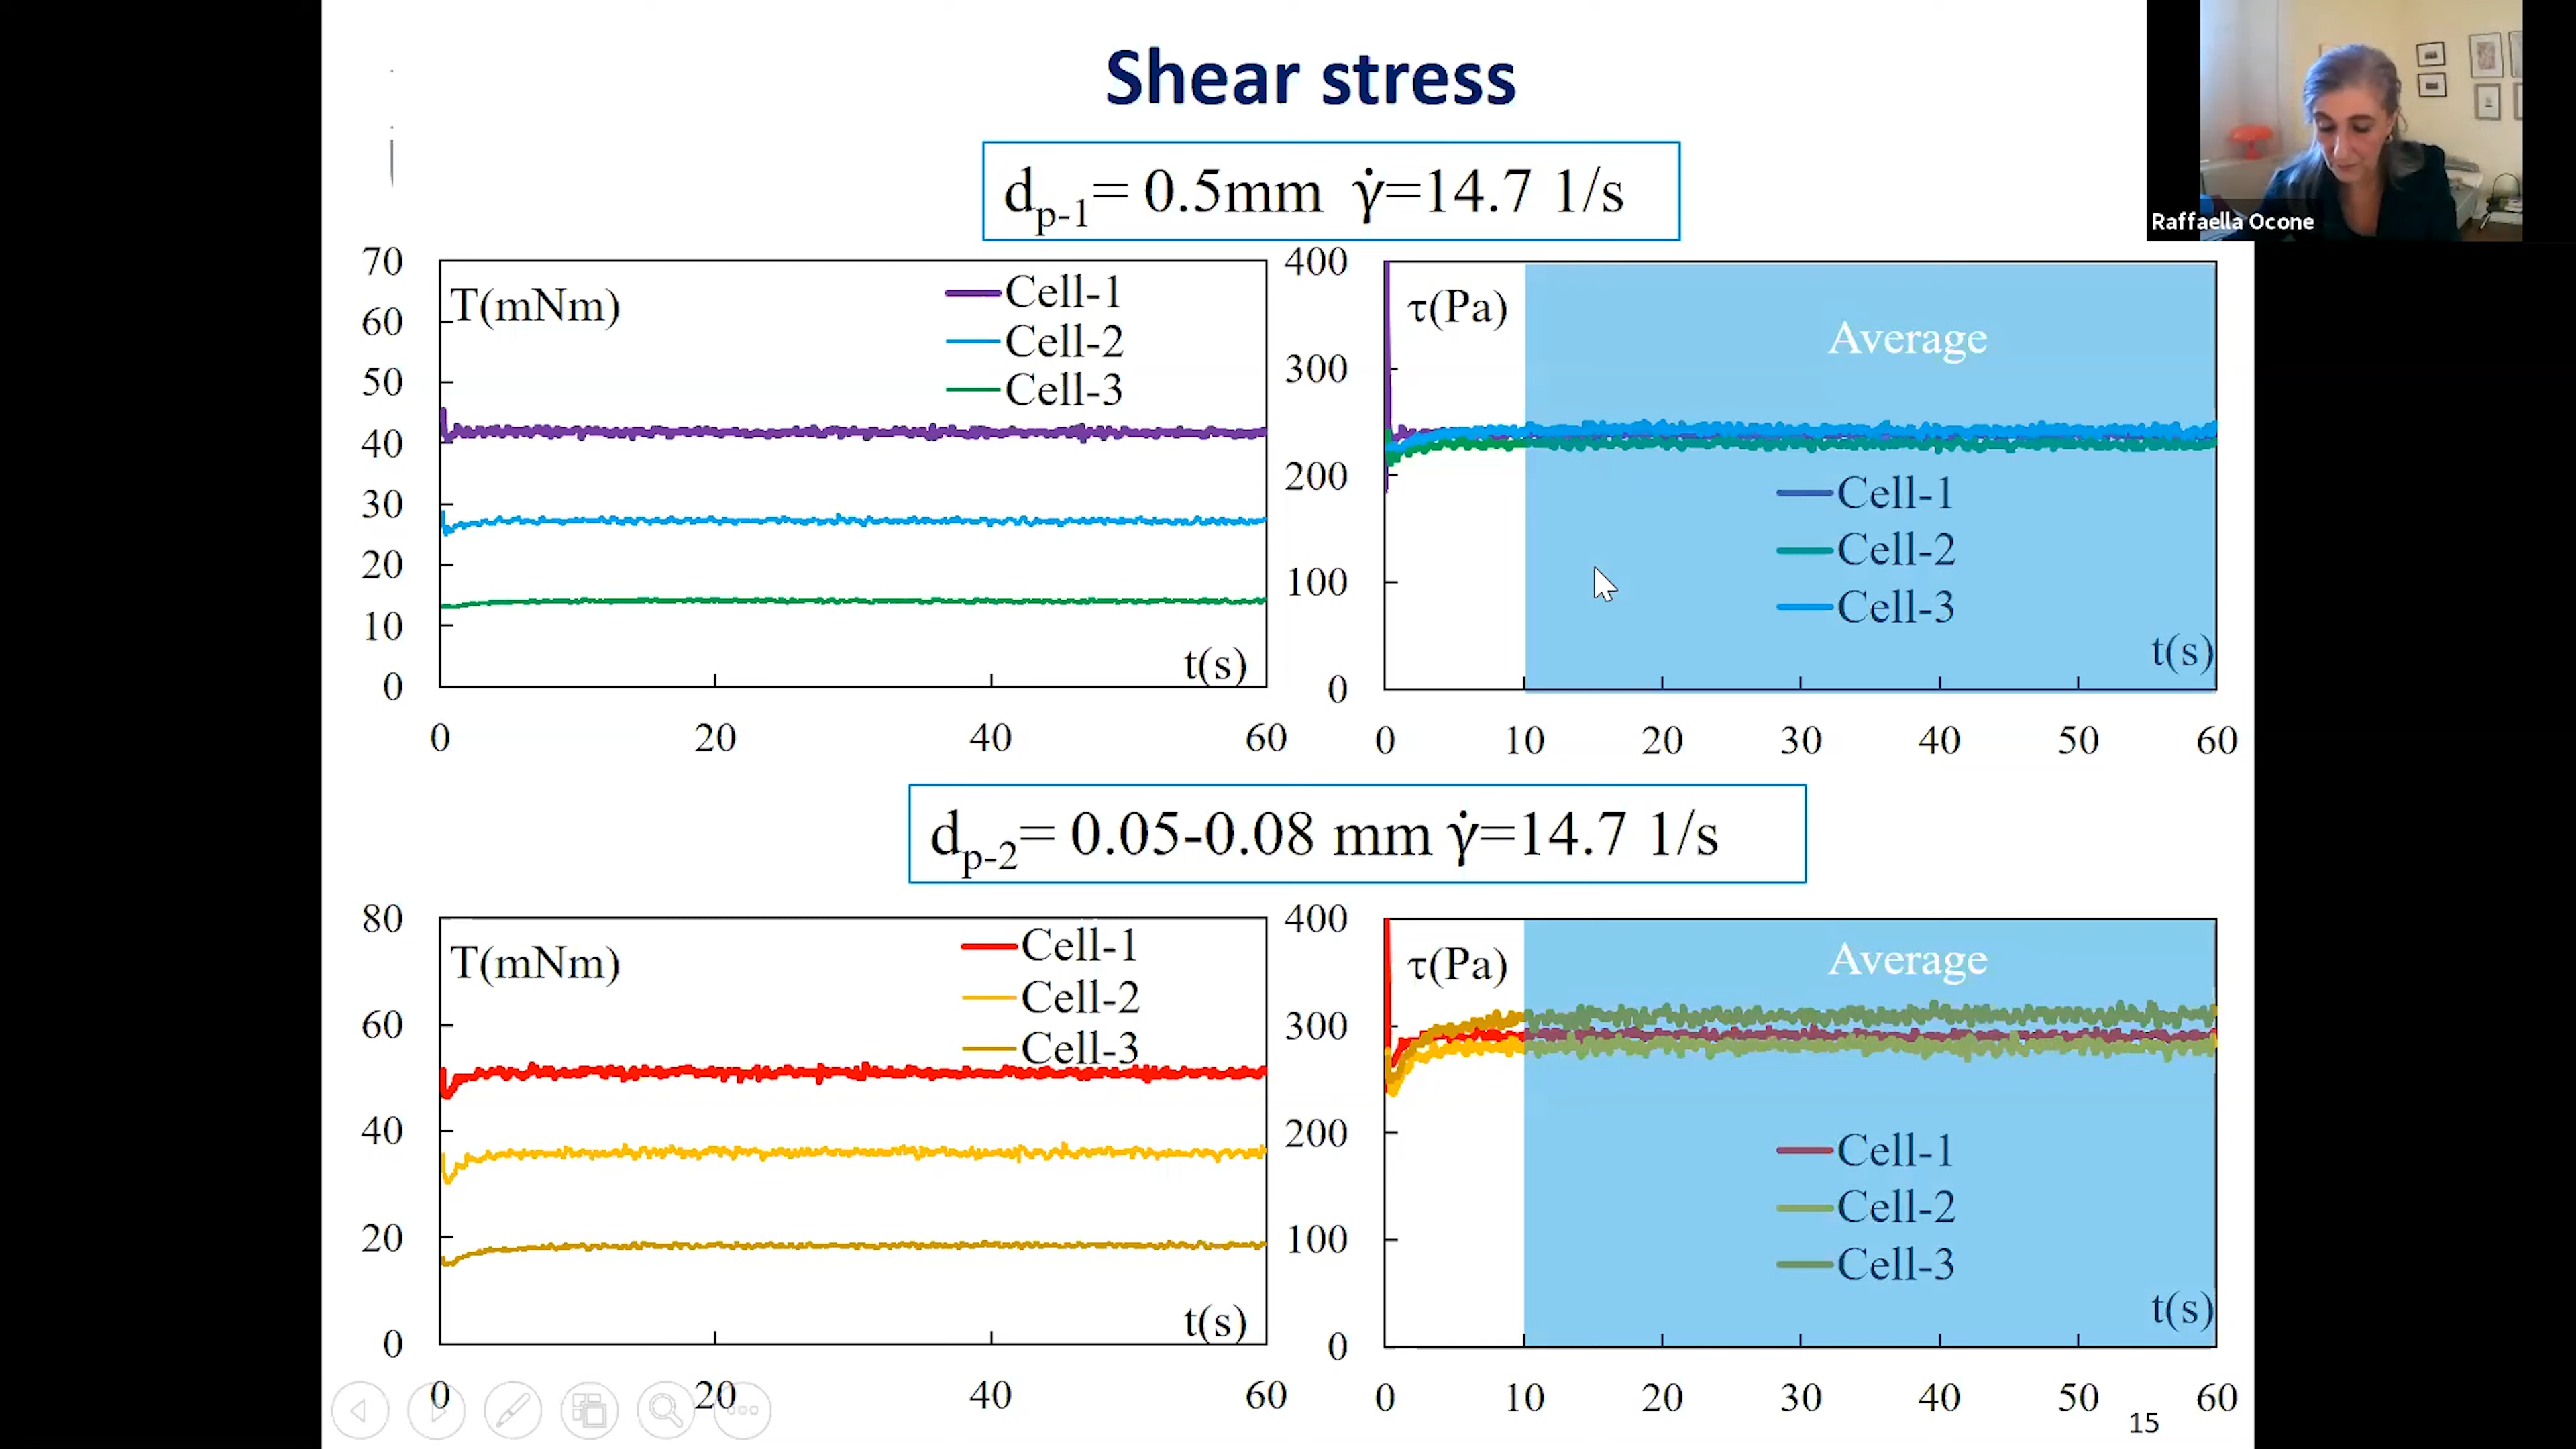 Shear stress
Raffaella Ocone
dp-1= 0.5mm γ̇=14.7 1/s
70
60
50
40
30
20
10
0
T(mNm)
Cell-1
Cell-2
Cell-3
t(s)
0 20 40 60
400
300
200
100
0
τ(Pa)
Average
Cell-1
Cell-2
Cell-3
t(s)
0 10 20 30 40 50 60
dp-2= 0.05-0.08 mm γ̇=14.7 1/s
80
60
40
20
0
T(mNm)
Cell-1
Cell-2
Cell-3
t(s)
0 20 40 60
400
300
200
100
0
τ(Pa)
Average
Cell-1
Cell-2
Cell-3
t(s)
0 10 20 30 40 50 60
15